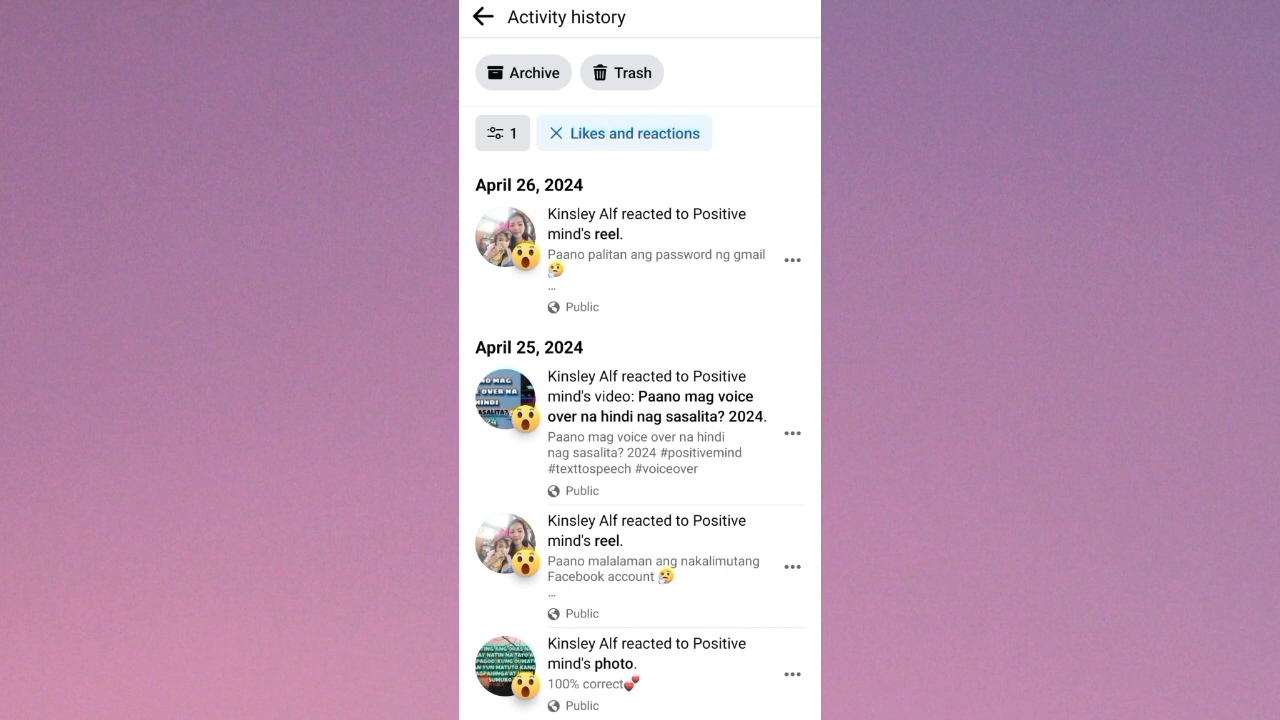 Activity history
Archive
Trash
1
Likes and reactions
April 26, 2024
Kinsley Alf reacted to Positive
mind's reel.
Paano palitan ang password ng gmail
🤔
...
Public
April 25, 2024
Kinsley Alf reacted to Positive
mind's video: Paano mag voice
over na hindi nag sasalita? 2024.
Paano mag voice over na hindi
nag sasalita? 2024 #positivemind
#texttospeech #voiceover
Public
Kinsley Alf reacted to Positive
mind's reel.
Paano malalaman ang nakalimutang
Facebook account 🤔
...
Public
Kinsley Alf reacted to Positive
mind's photo.
100% correct💕
Public